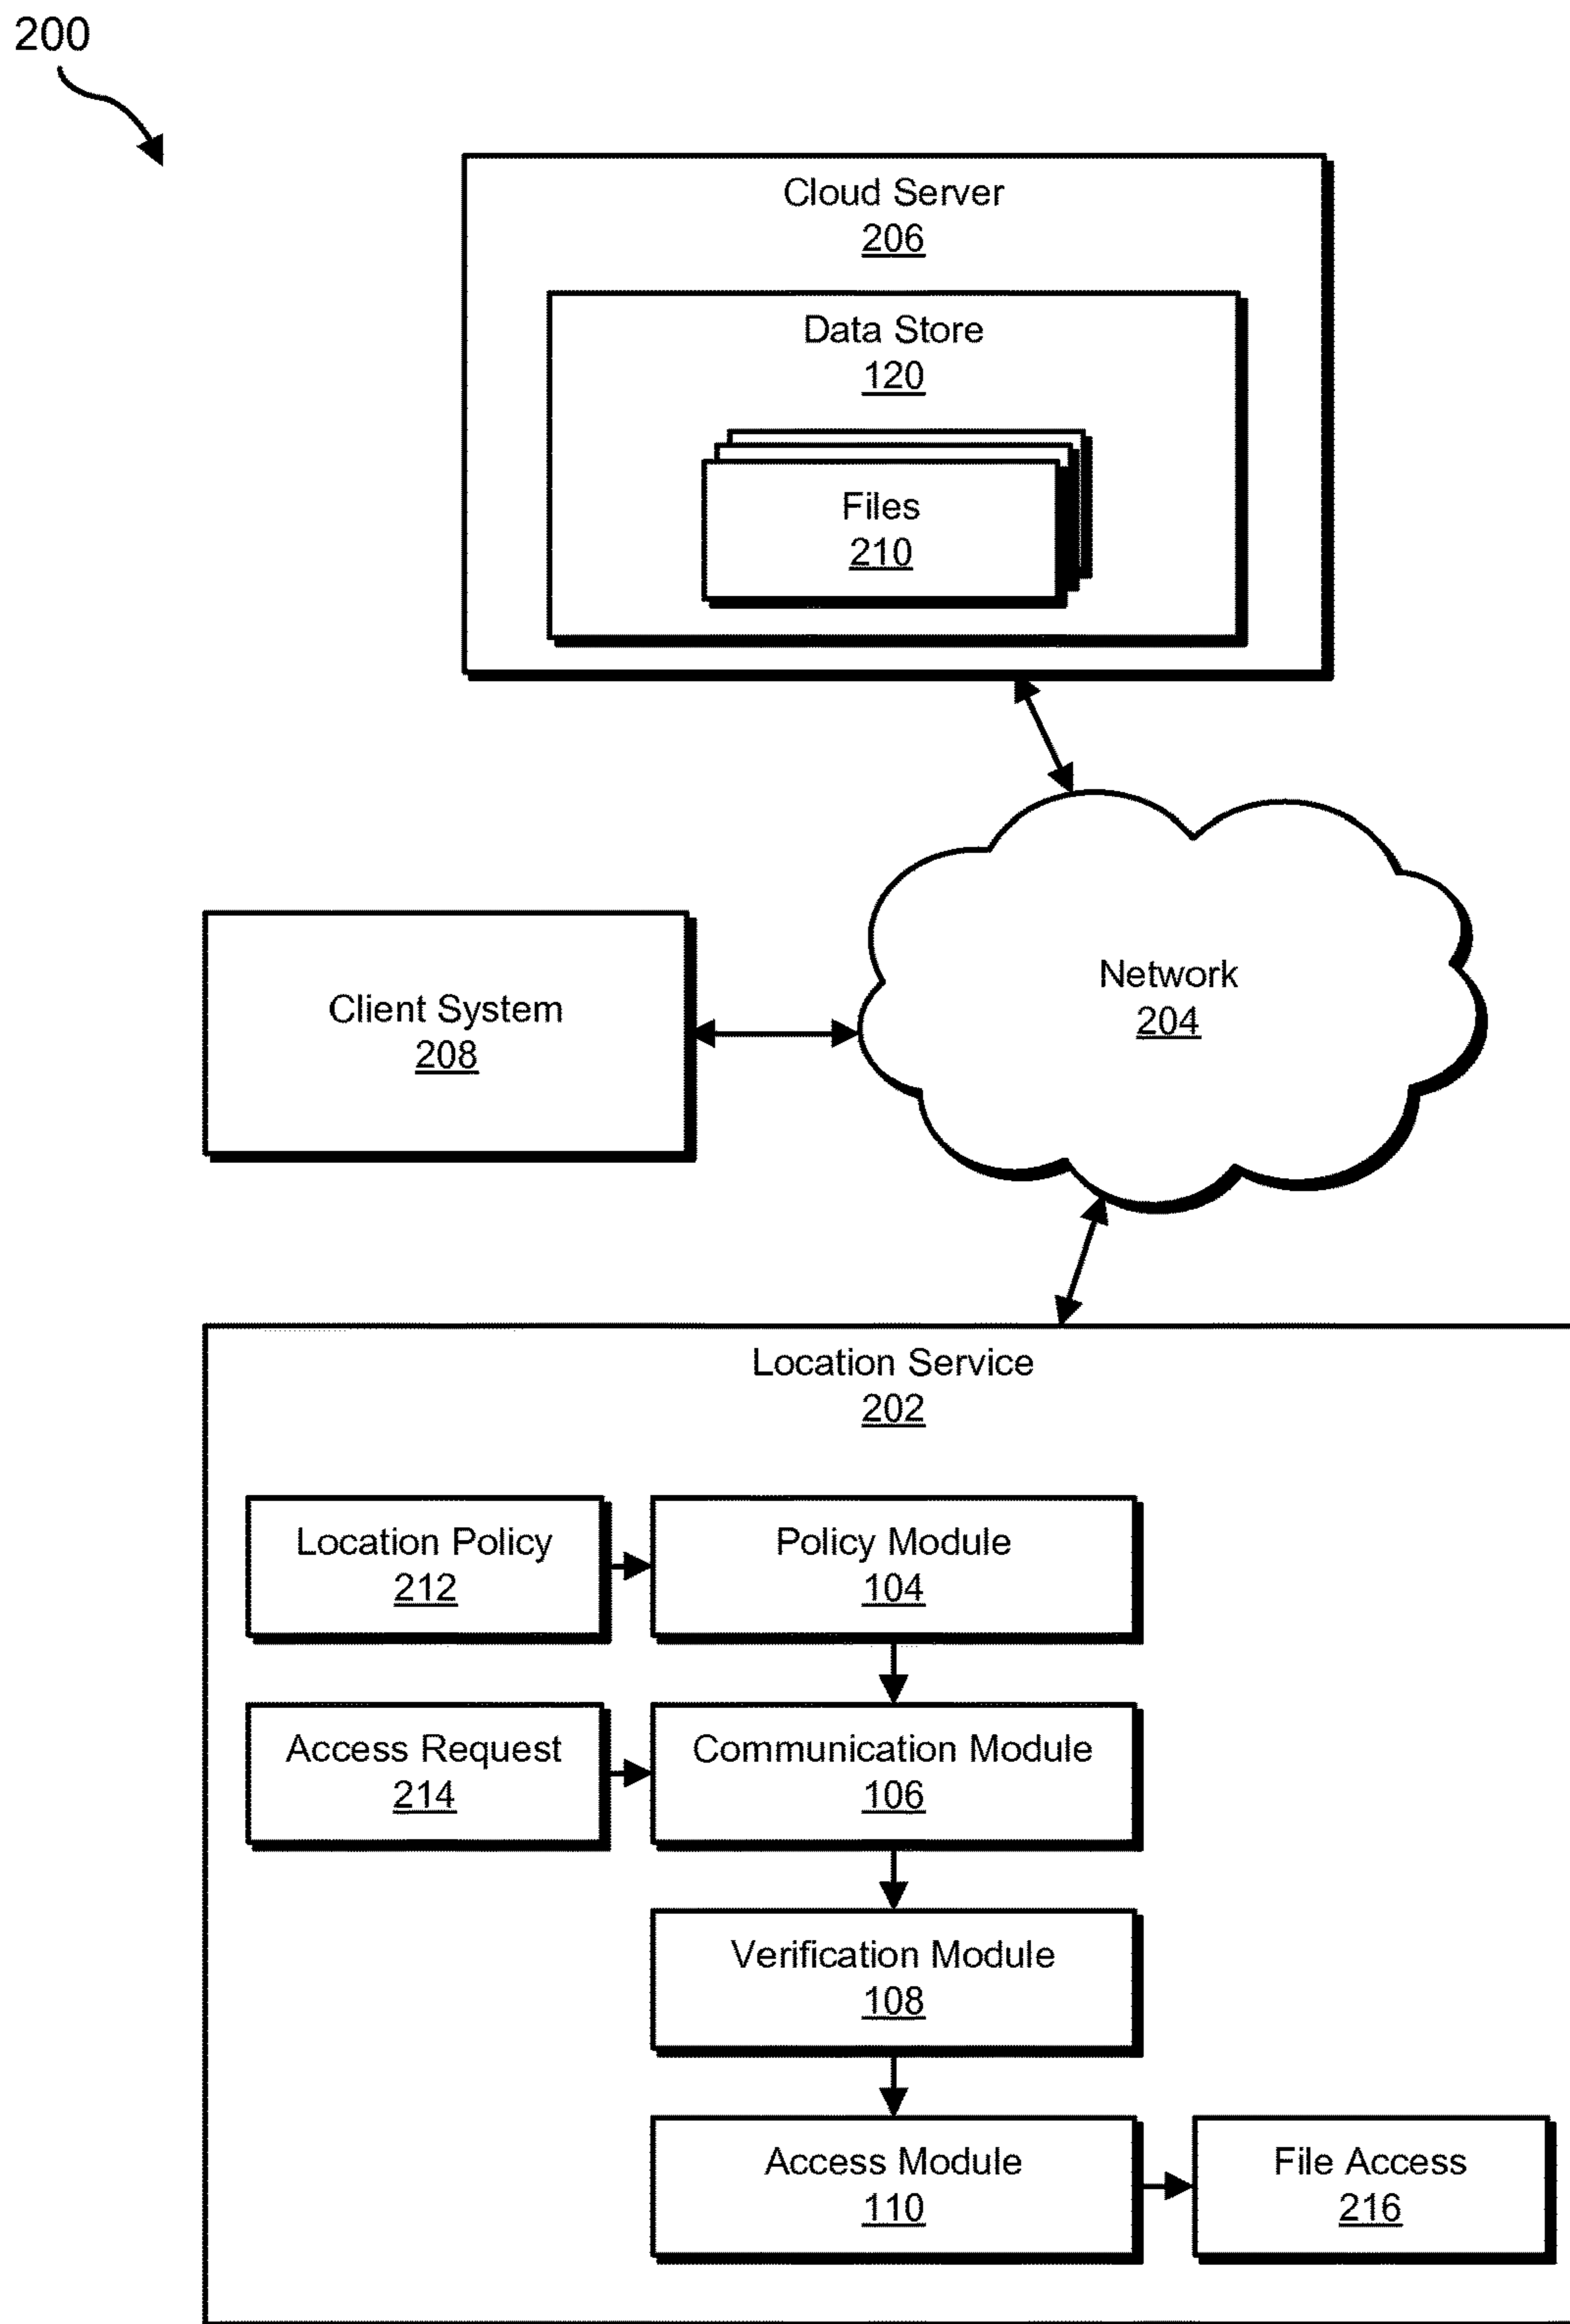 200
Cloud Server
206
Data Store
120
Files
210
Network
204
Client System
208
Location Service
202
Location Policy
212
Policy Module
104
Access Request
214
Communication Module
106
Verification Module
108
Access Module
110
File Access
216